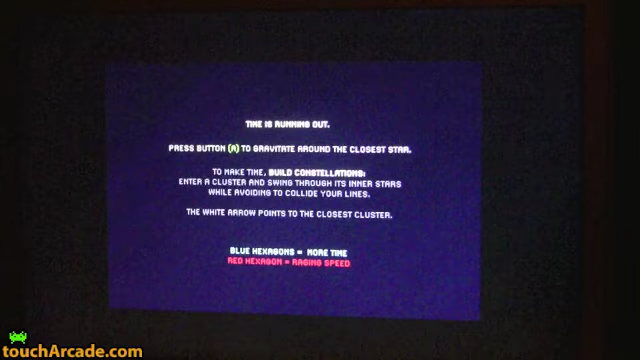 TIME IS RUNNING OUT.
PRESS BUTTON (A) TO GRAVITATE AROUND THE CLOSEST STAR.
TO MAKE TIME, BUILD CONSTELLATIONS:
ENTER A CLUSTER AND SWING THROUGH ITS INNER STARS
WHILE AVOIDING TO COLLIDE YOUR LINES.
THE WHITE ARROW POINTS TO THE CLOSEST CLUSTER.
BLUE HEXAGONS = MORE TIME
RED HEXAGON = RAGING SPEED
touchArcade.com